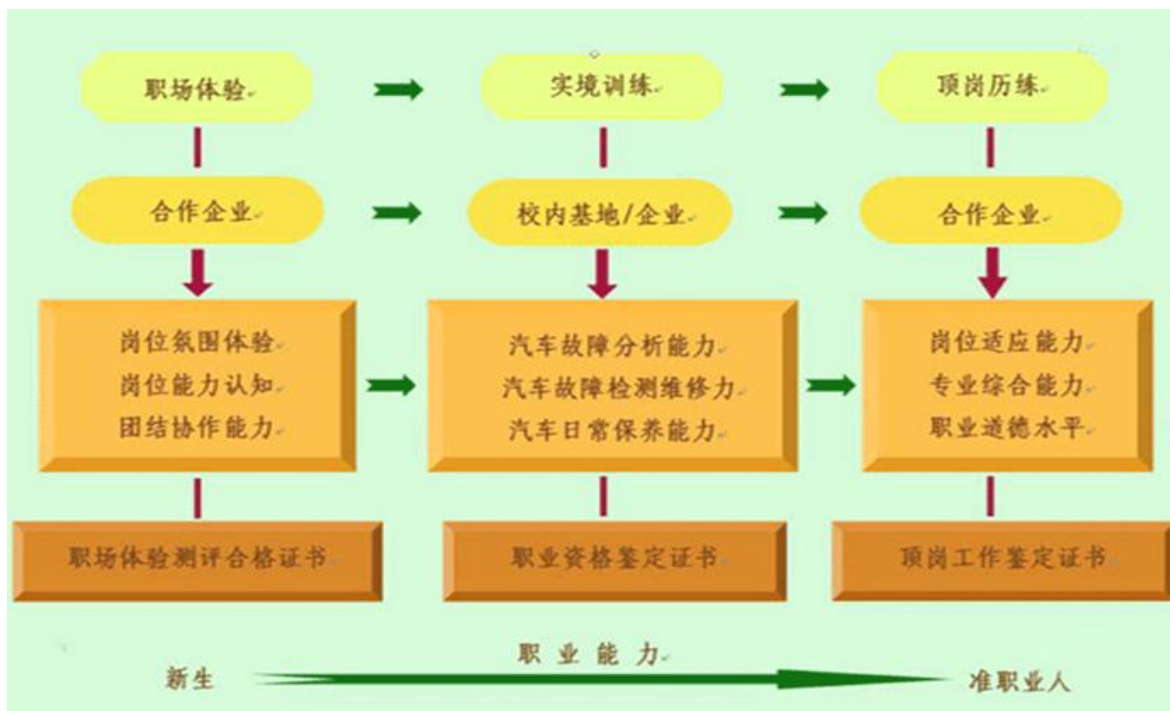 职场体验
实境训练
顶岗历练
合作企业
校内基地/企业
合作企业
岗位氛围体验
岗位能力认知
团结协作能力
汽车故障分析能力
汽车故障检测维修力
汽车日常保养能力
岗位适应能力
专业综合能力
职业道德水平
职场体验测评合格证书
职业资格鉴定证书
顶岗工作鉴定证书
职业能力
新生
准职业人